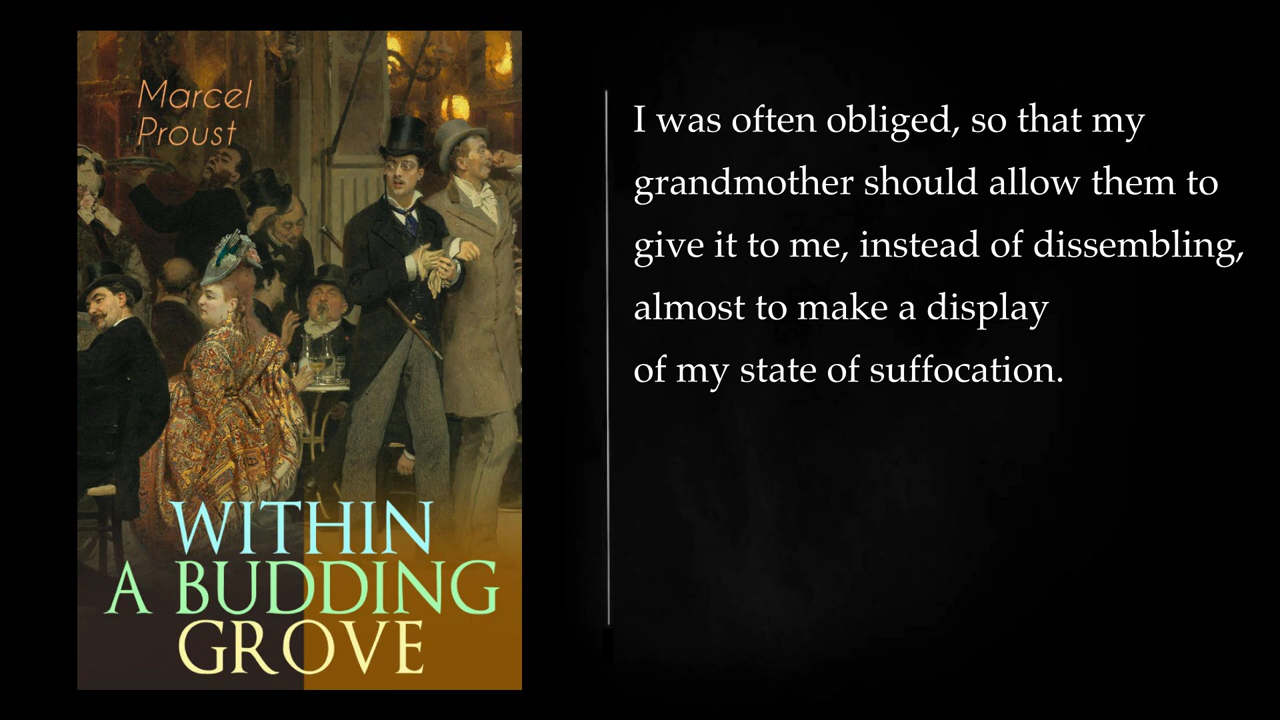 Marcel
Proust
WITHIN
A BUDDING
GROVE
I was often obliged, so that my
grandmother should allow them to
give it to me, instead of dissembling,
almost to make a display
of my state of suffocation.